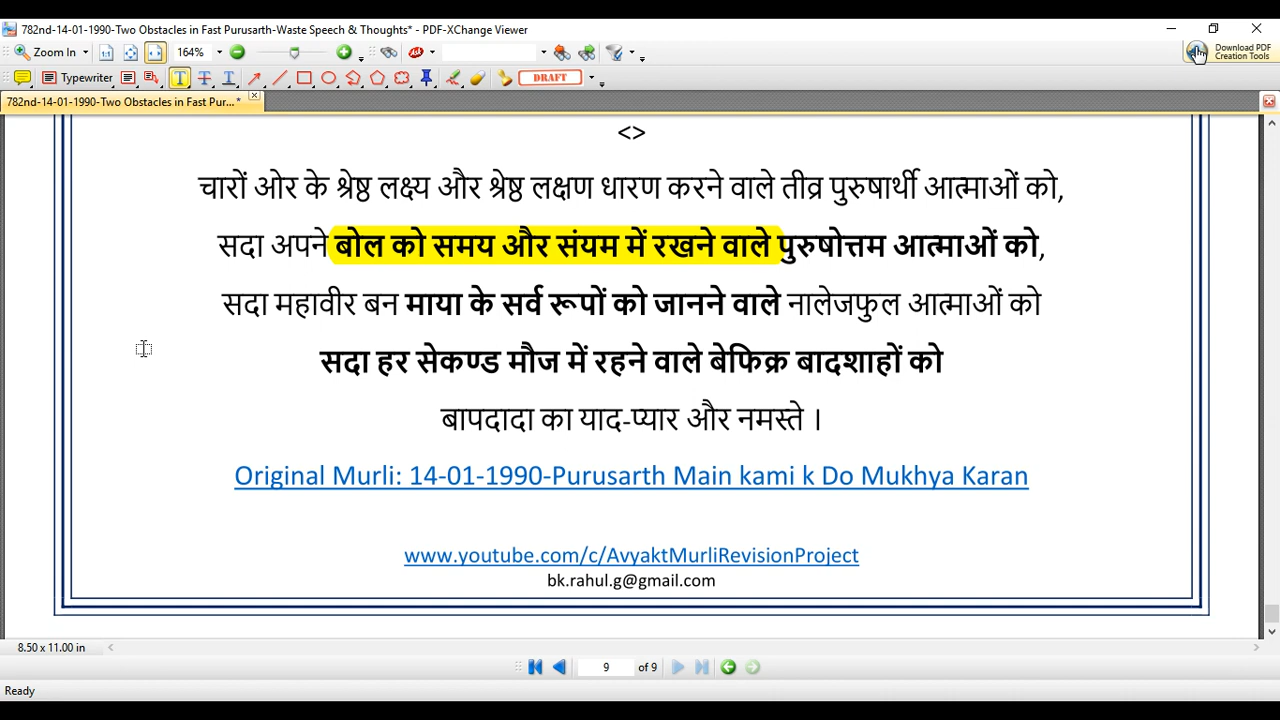 782nd-14-01-1990-Two Obstacles in Fast Purusarth-Waste Speech & Thoughts* - PDF-XChange Viewer
Zoom In 164% Download PDF Creation Tools
Typewriter DRAFT
782nd-14-01-1990-Two Obstacles in Fast Pur...*
<>
चारों ओर के श्रेष्ठ लक्ष्य और श्रेष्ठ लक्षण धारण करने वाले तीव्र पुरुषार्थी आत्माओं को,
सदा अपने बोल को समय और संयम में रखने वाले पुरुषोत्तम आत्माओं को,
सदा महावीर बन माया के सर्व रूपों को जानने वाले नालेजफुल आत्माओं को
सदा हर सेकण्ड मौज में रहने वाले बेफिक्र बादशाहों को
बापदादा का याद-प्यार और नमस्ते ।
Original Murli: 14-01-1990-Purusarth Main kami k Do Mukhya Karan
www.youtube.com/c/AvyaktMurliRevisionProject
bk.rahul.g@gmail.com
8.50 x 11.00 in
9 of 9
Ready